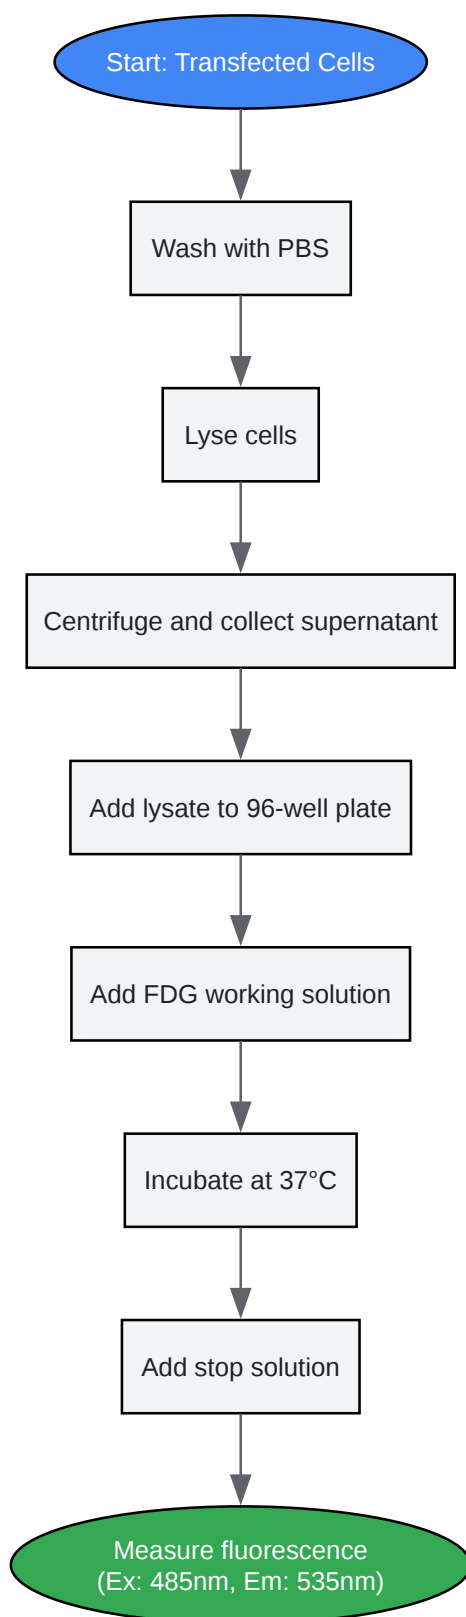 Start: Transfected Cells
Wash with PBS
Lyse cells
Centrifuge and collect supernatant
Add lysate to 96-well plate
Add FDG working solution
Incubate at 37°C
Add stop solution
Measure fluorescence
(Ex: 485nm, Em: 535nm)